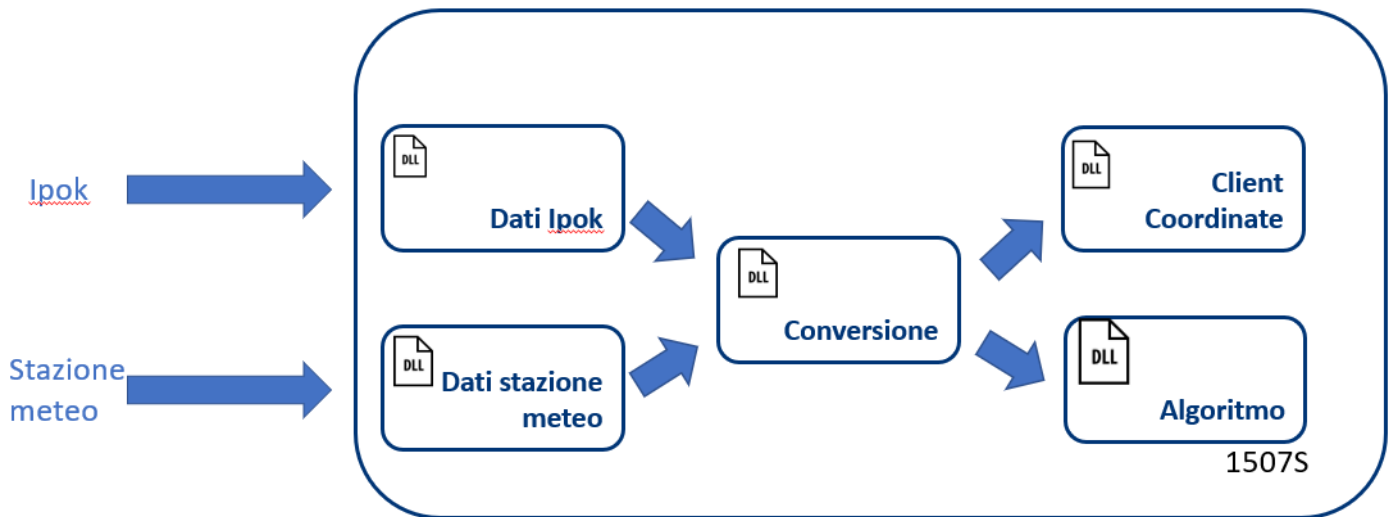 Ipok
DLL
Dati Ipok
Stazione
meteo
DLL
Dati stazione
meteo
DLL
Conversione
DLL
Client
Coordinate
DLL
Algoritmo
1507S